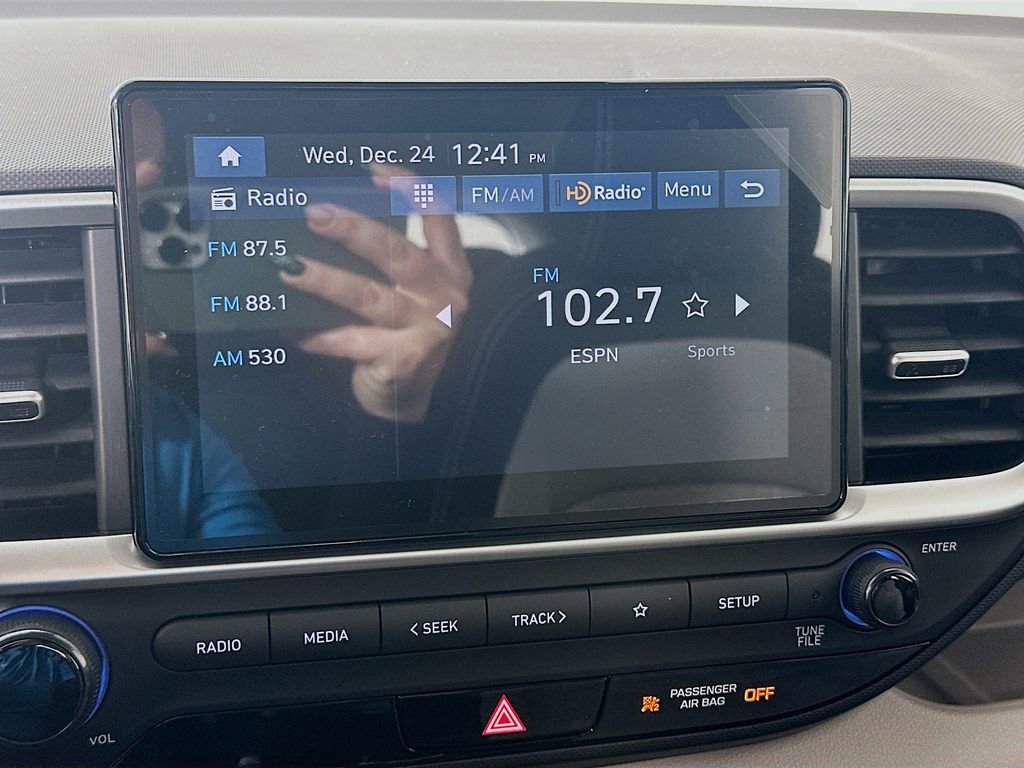 Wed, Dec. 24 12:41 PM
Radio FM/AM HD Radio Menu
FM 87.5
FM 88.1
AM 530
FM
102.7
ESPN Sports
ENTER
RADIO MEDIA < SEEK TRACK > SETUP
TUNE
FILE
PASSENGER
AIR BAG OFF
VOL